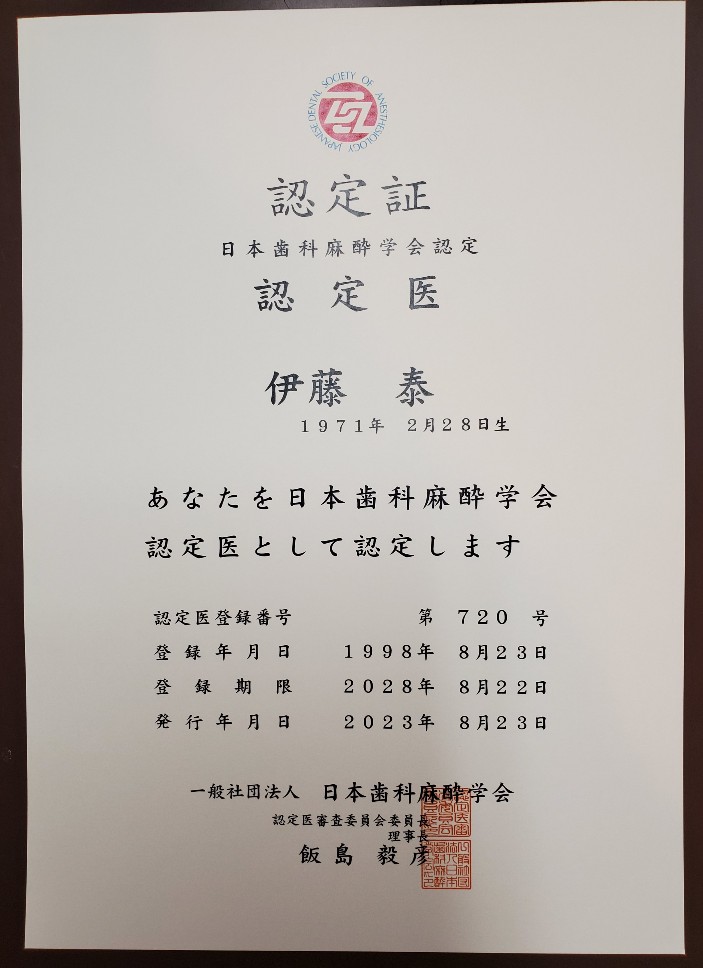 JAPANESE DENTAL SOCIETY OF ANESTHESIOLOGY
認定証
日本歯科麻酔学会認定
認定医
伊藤 泰
1971年 2月28日生
あなたを日本歯科麻酔学会
認定医として認定します
認定医登録番号 第 720 号
登録年月日 1998年 8月23日
登録期限 2028年 8月22日
発行年月日 2023年 8月23日
一般社団法人 日本歯科麻酔学会
認定医審査委員会委員長
理事長
飯島 毅彦